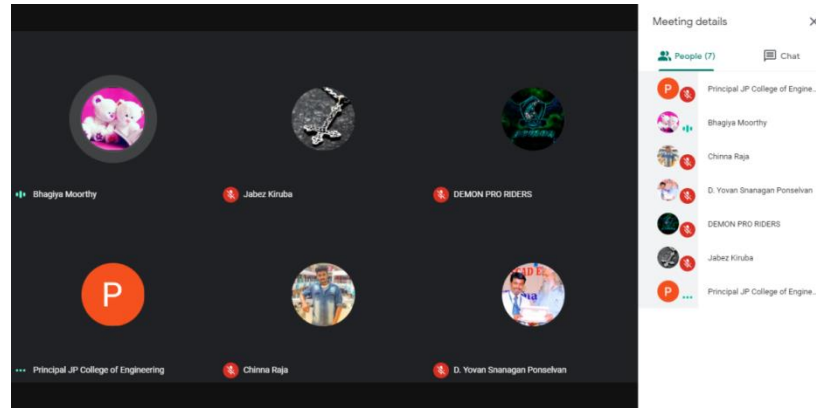 Meeting details
People (7)
Chat
Principal JP College of Engine...
Bhagiya Moorthy
Chinna Raja
D. Yovan Snanagan Ponselvan
DEMON PRO RIDERS
Jabez Kiruba
Principal JP College of Engine...
Bhagiya Moorthy
Jabez Kiruba
DEMON PRO RIDERS
P
Principal JP College of Engineering
Chinna Raja
D. Yovan Snanagan Ponselvan
P
P